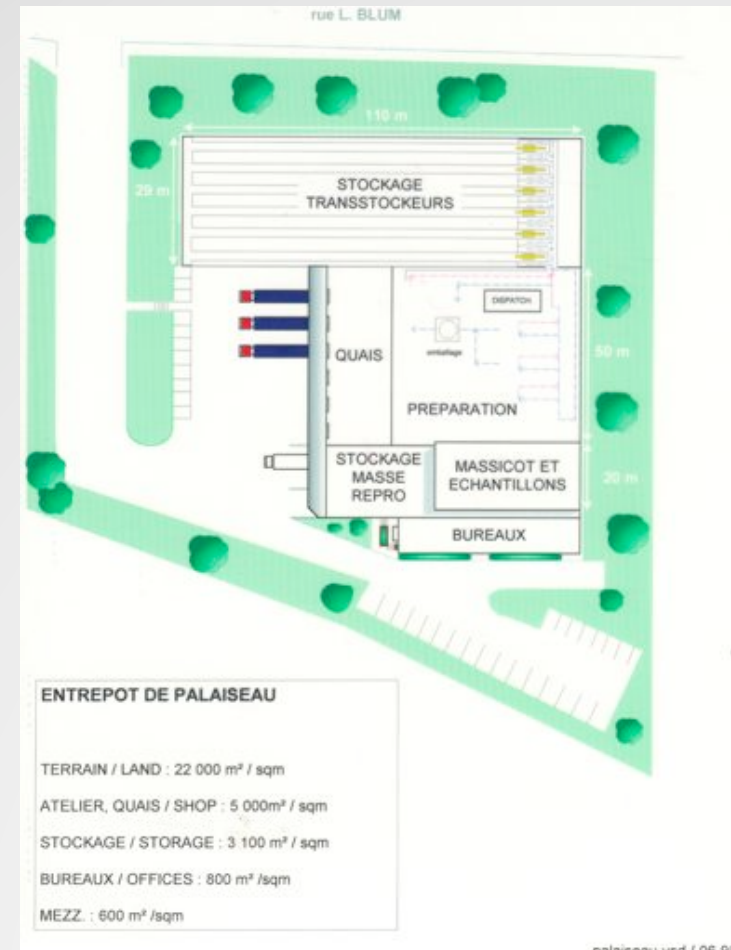 rue L. BLUM
110 m
29 m
STOCKAGE
TRANSSTOCKEURS
DISPATCH
QUAIS
emballage
50 m
PREPARATION
STOCKAGE
MASSE
REPRO
MASSICOT ET
ECHANTILLONS
20 m
BUREAUX
ENTREPOT DE PALAISEAU
TERRAIN / LAND : 22 000 m² / sqm
ATELIER, QUAIS / SHOP : 5 000m² / sqm
STOCKAGE / STORAGE : 3 100 m² / sqm
BUREAUX / OFFICES : 800 m² /sqm
MEZZ. : 600 m² /sqm